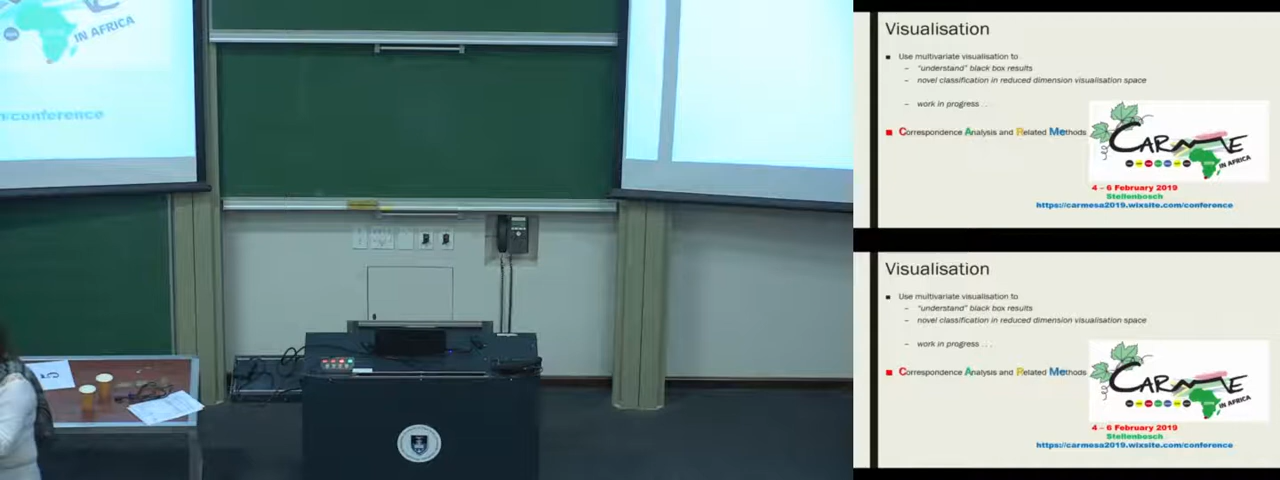 IN AFRICA
/conference
Visualisation
Use multivariate visualisation to
– "understand" black box results
– novel classification in reduced dimension visualisation space
– work in progress . . .
Correspondence Analysis and Related Methods
CARME
IN AFRICA
4 – 6 February 2019
Stellenbosch
https://carmesa2019.wixsite.com/conference
Visualisation
Use multivariate visualisation to
– "understand" black box results
– novel classification in reduced dimension visualisation space
– work in progress . . .
Correspondence Analysis and Related Methods
CARME
IN AFRICA
4 – 6 February 2019
Stellenbosch
https://carmesa2019.wixsite.com/conference